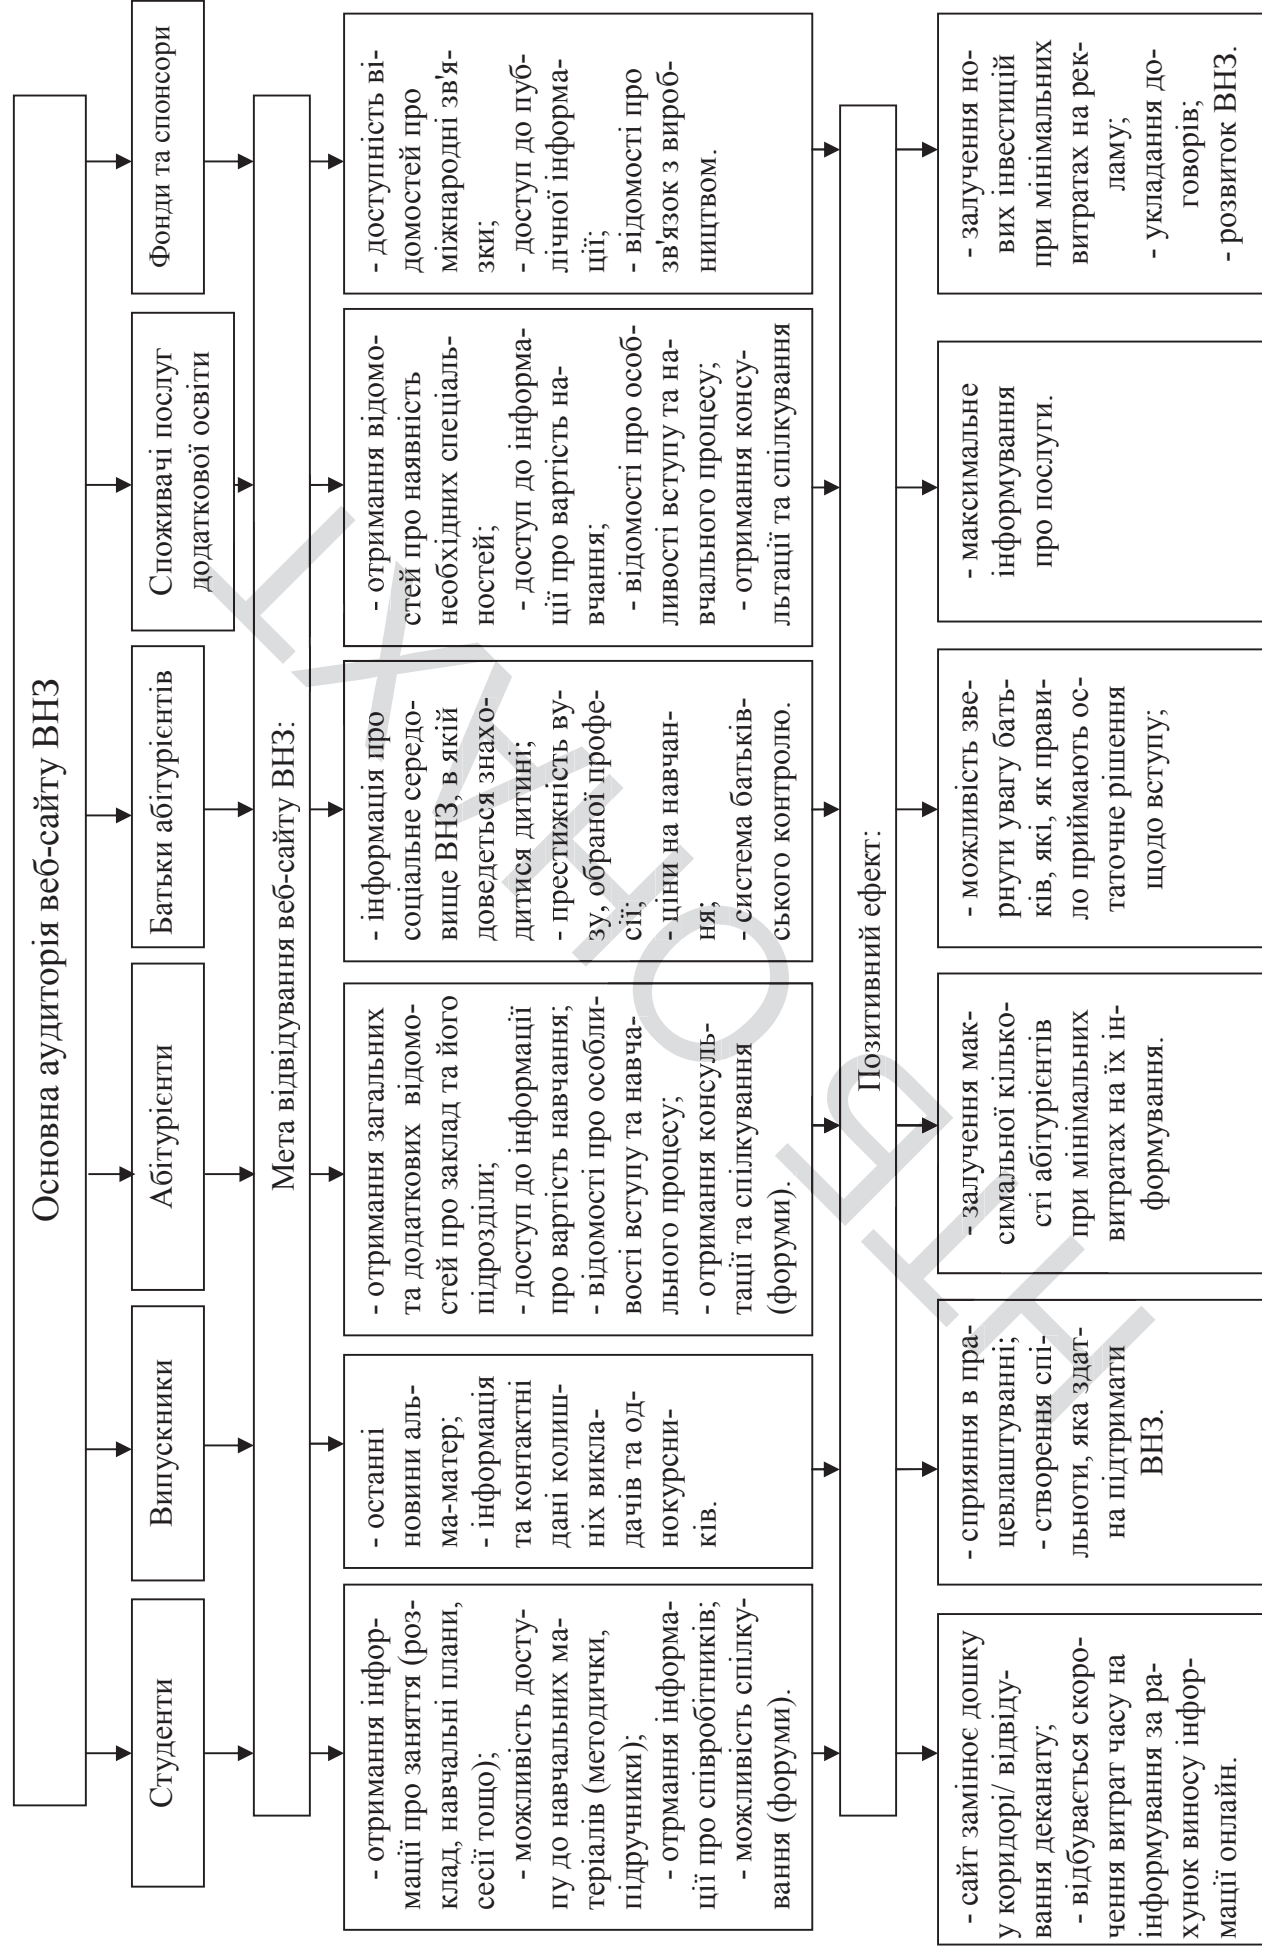 Основна аудиторія веб-сайту ВНЗ
Студенти
Випускники
Абітурієнти
Батьки абітурієнтів
Споживачі послуг
додаткової освіти
Фонди та спонсори
Мета відвідування веб-сайту ВНЗ:
- отримання інфор-
мації про заняття (роз-
клад, навчальні плани,
сесії тощо);
- можливість досту-
пу до навчальних ма-
теріалів (методички,
підручники);
- отрмання інформа-
ції про співробітників;
- можливість спілку-
вання (форуми).
- останні
новини аль-
ма-матер;
- інформація
та контактні
дані колиш-
ніх викла-
дачів та од-
нокурсни-
ків.
- отримання загальних
та додаткових відомо-
стей про заклад та його
підрозділи;
- доступ до інформації
про вартість навчання;
- відомості про особли-
вості вступу та навча-
льного процесу;
- отримання консуль-
тації та спілкування
(форуми).
- інформація про
соціальне середо-
вище ВНЗ, в якій
доведеться знахо-
дитися дитині;
- престижність ву-
зу, обраної профе-
сії;
- ціни на навчан-
ня;
- система батьків-
ського контролю.
- отримання відомо-
стей про наявність
необхідних спеціаль-
ностей;
- доступ до інформа-
ції про вартість на-
вчання;
- відомості про особ-
ливості вступу та на-
вчального процесу;
- отримання консу-
льтації та спілкування
- доступність ві-
домостей про
міжнародні зв'я-
зки;
- доступ до пуб-
лічної інформа-
ції;
- відомості про
зв'язок з вироб-
ництвом.
Позитивний ефект:
- сайт замінює дошку
у коридорі/ відвіду-
вання деканату;
- відбувається скоро-
чення витрат часу на
інформування за ра-
хунок виносу інфор-
мації онлайн.
- сприяння в пра-
цевлаштуванні;
- створення спі-
льноти, яка здат-
на підтримати
ВНЗ.
- залучення мак-
симальної кілько-
сті абітурієнтів
при мінімальних
витратах на їх ін-
формування.
- можливість зве-
рнути увагу бать-
ків, які, як прави-
ло приймають ос-
таточне рішення
щодо вступу;
- максимальне
інформування
про послуги.
- залучення но-
вих інвестицій
при мінімальних
витратах на рек-
ламу;
- укладання до-
говорів;
- розвиток ВНЗ.
НТБ ОНАХТ